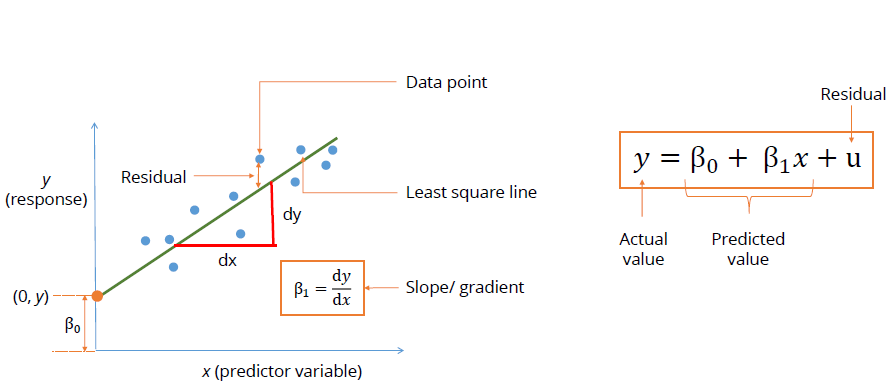 Data point
Residual
y = β₀ + β₁x + u
Actual value
Predicted value
y
(response)
Residual
Least square line
dy
dx
β₁ = dy/dx
Slope/ gradient
(0, y)
β₀
x (predictor variable)